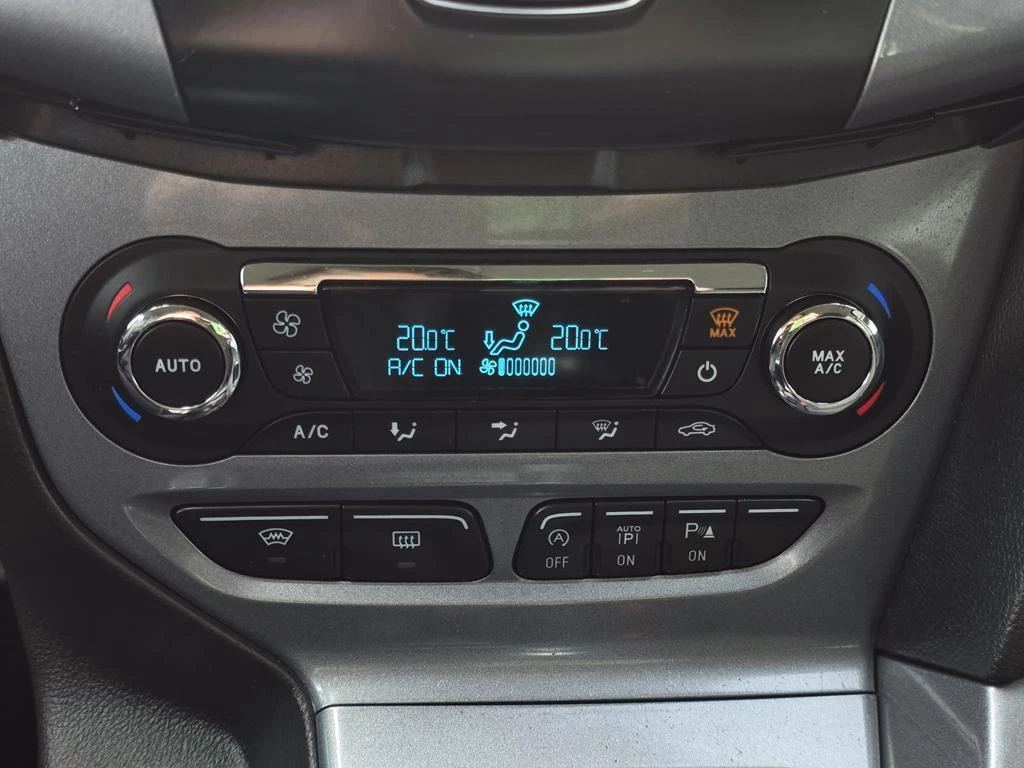 AUTO
20.0°C 20.0°C
A/C ON
MAX
MAX
A/C
A/C
OFF
AUTO
P
ON
P
ON